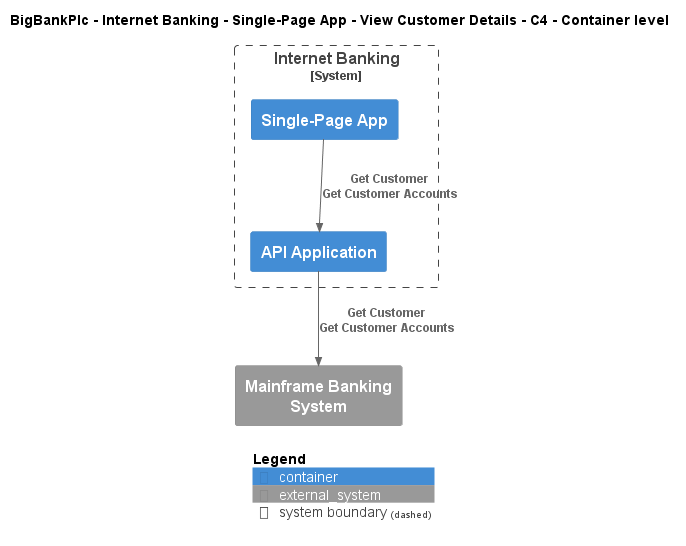 BigBankPlc - Internet Banking - Single-Page App - View Customer Details - C4 - Container level
Internet Banking
[System]
Single-Page App
Get Customer
Get Customer Accounts
API Application
Get Customer
Get Customer Accounts
Mainframe Banking
System
Legend
container
external_system
system boundary (dashed)